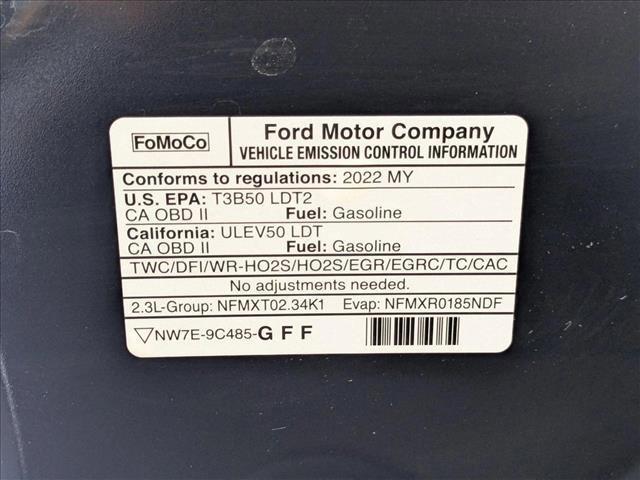 FoMoCo
Ford Motor Company
VEHICLE EMISSION CONTROL INFORMATION
Conforms to regulations: 2022 MY
U.S. EPA: T3B50 LDT2
CA OBD II Fuel: Gasoline
California: ULEV50 LDT
CA OBD II Fuel: Gasoline
TWC/DFI/WR-HO2S/HO2S/EGR/EGRC/TC/CAC
No adjustments needed.
2.3L-Group: NFMXT02.34K1 Evap: NFMXR0185NDF
NW7E-9C485-GFF